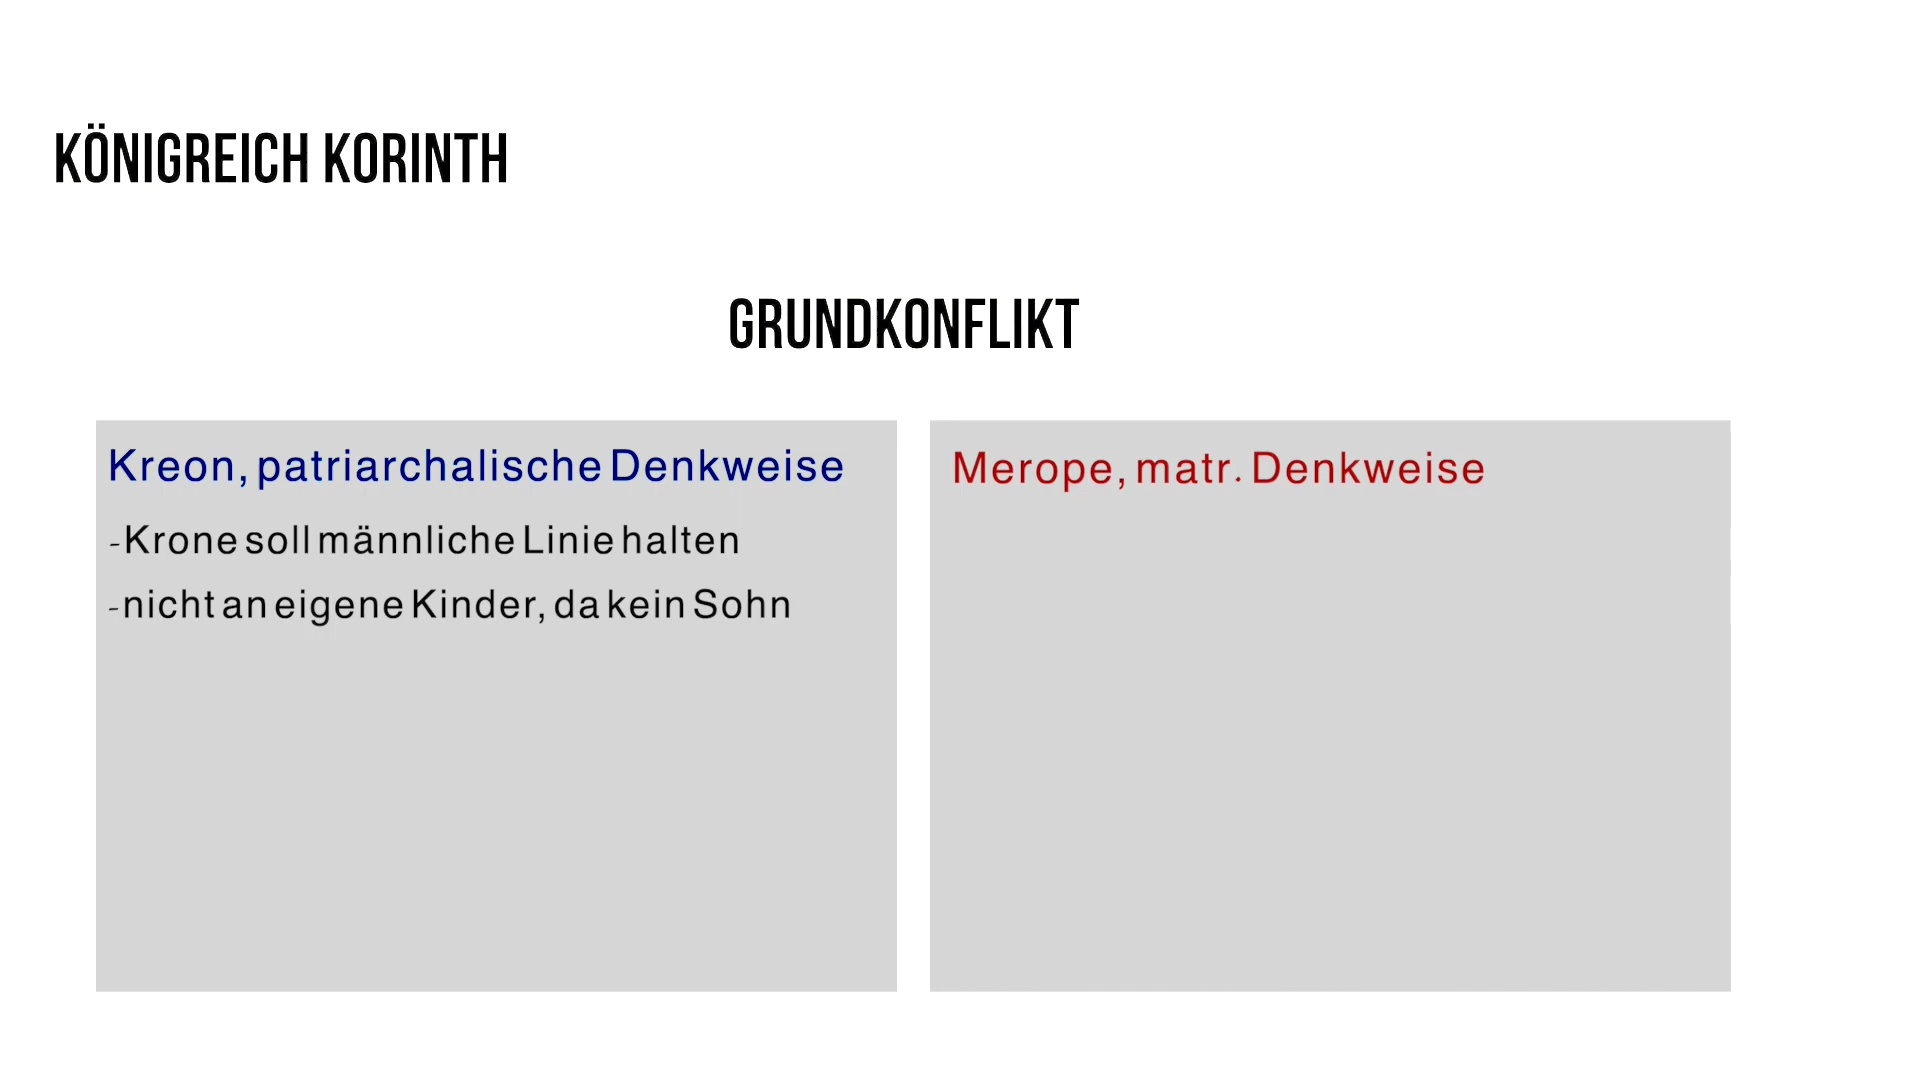 KÖNIGREICH KORINTH
GRUNDKONFLIKT
Kreon, patriarchalische Denkweise
-Krone soll männliche Linie halten
-nicht an eigene Kinder, da kein Sohn
Merope, matr. Denkweise